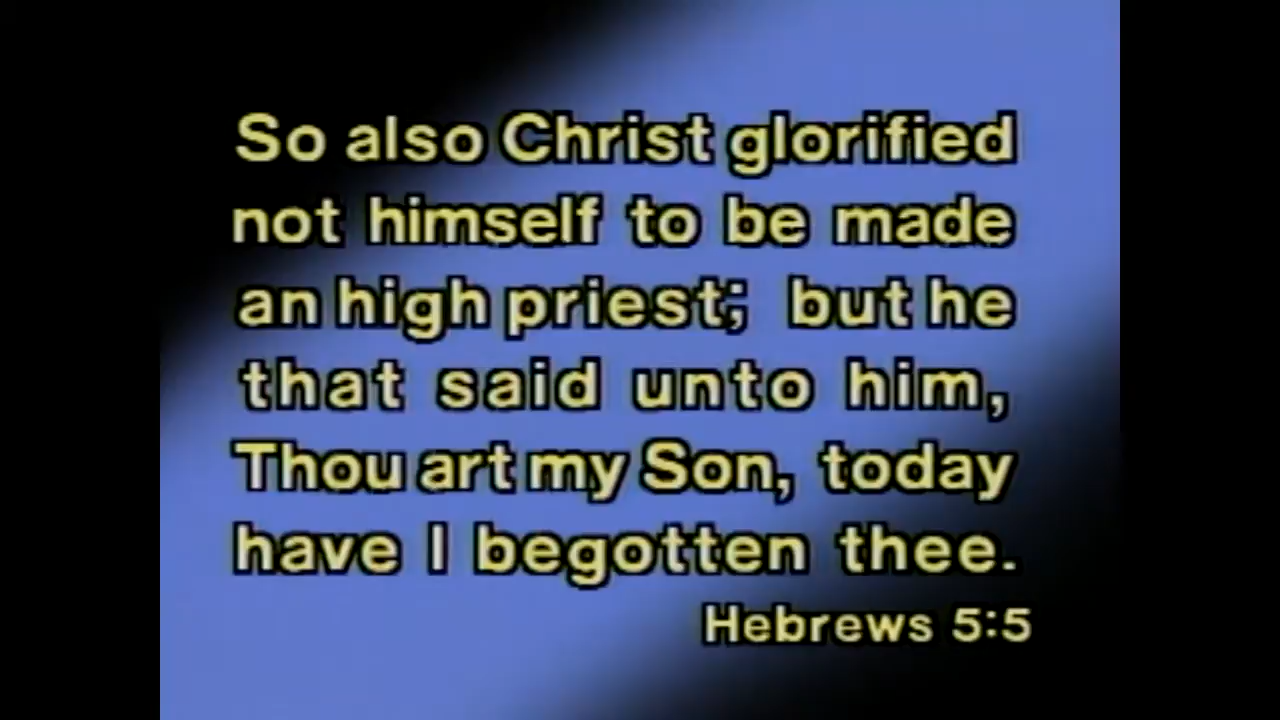 So also Christ glorified
not himself to be made
an high priest; but he
that said unto him,
Thou art my Son, today
have I begotten thee.
Hebrews 5:5